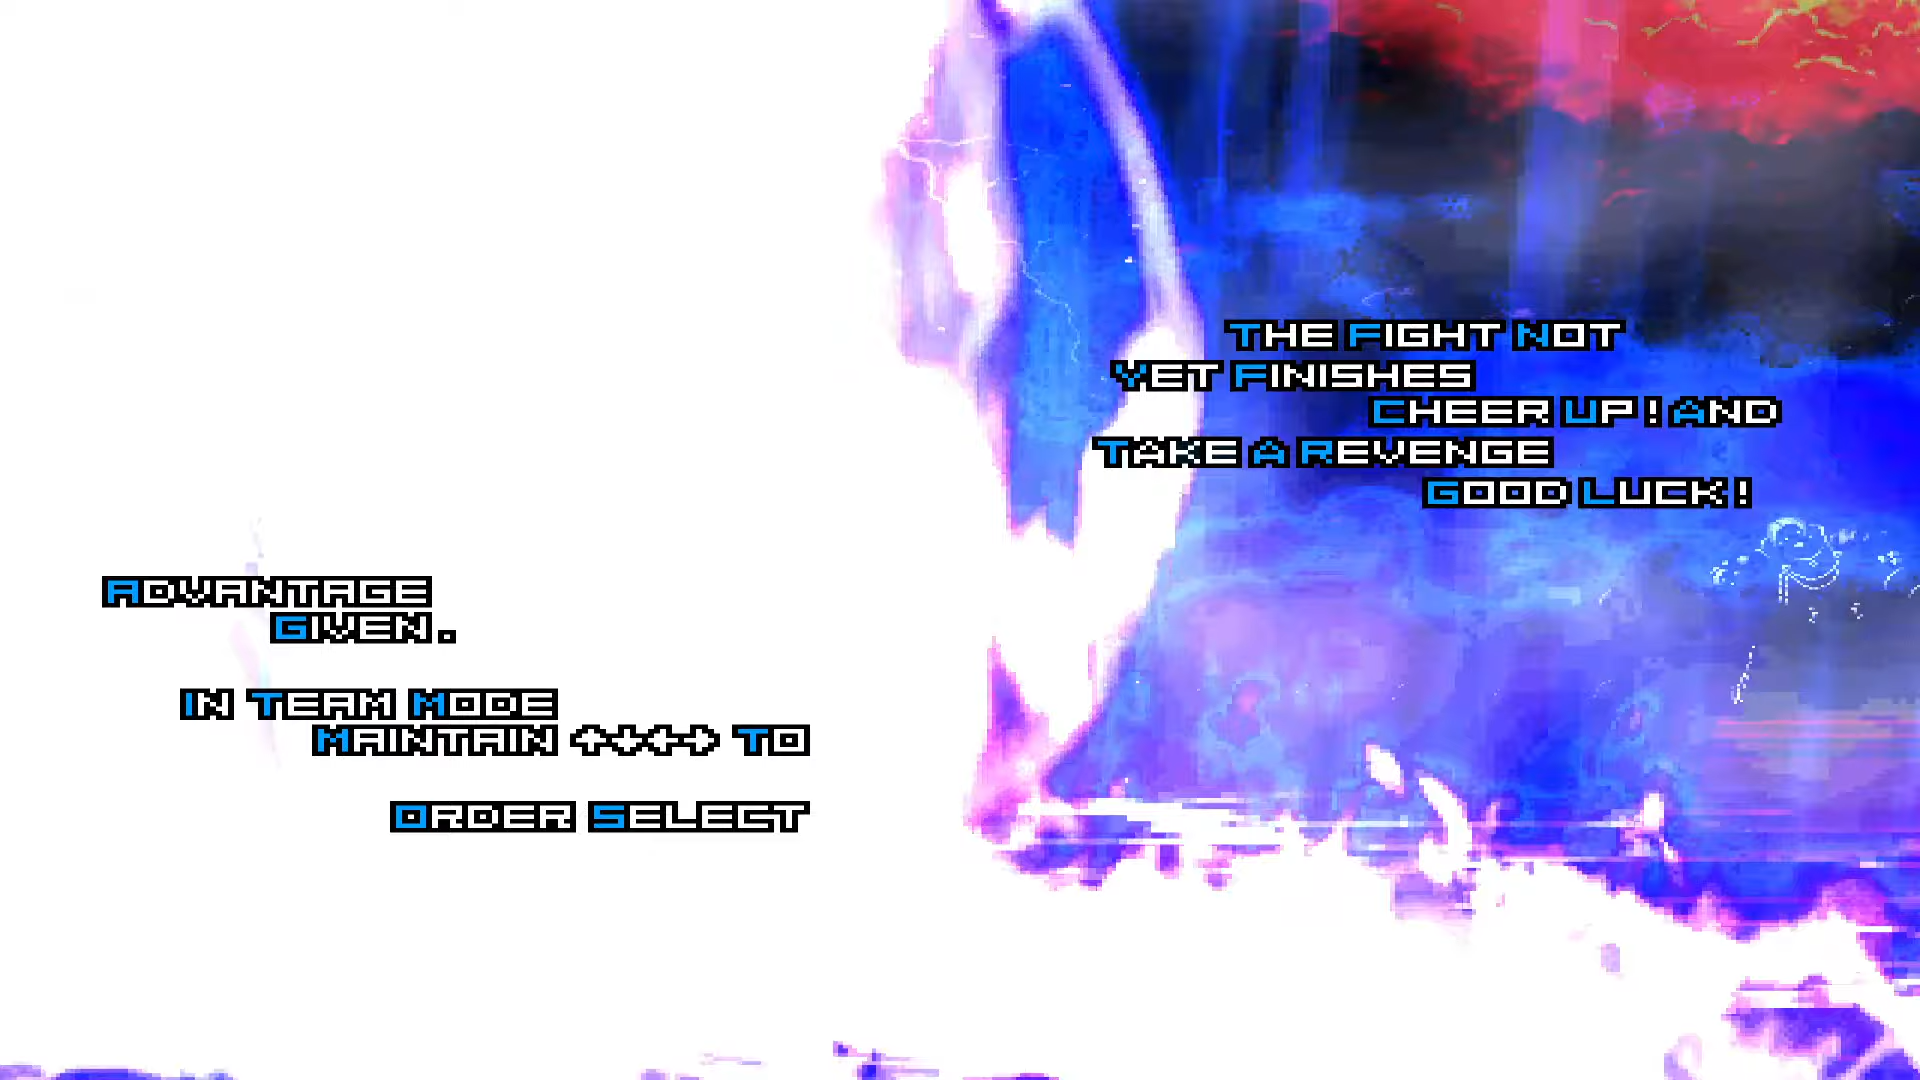 THE FIGHT NOT
YET FINISHES
CHEER UP! AND
TAKE A REVENGE
GOOD LUCK!
ADVANTAGE
GIVEN.
IN TEAM MODE
MAINTAIN ↑↓←→ TO
ORDER SELECT